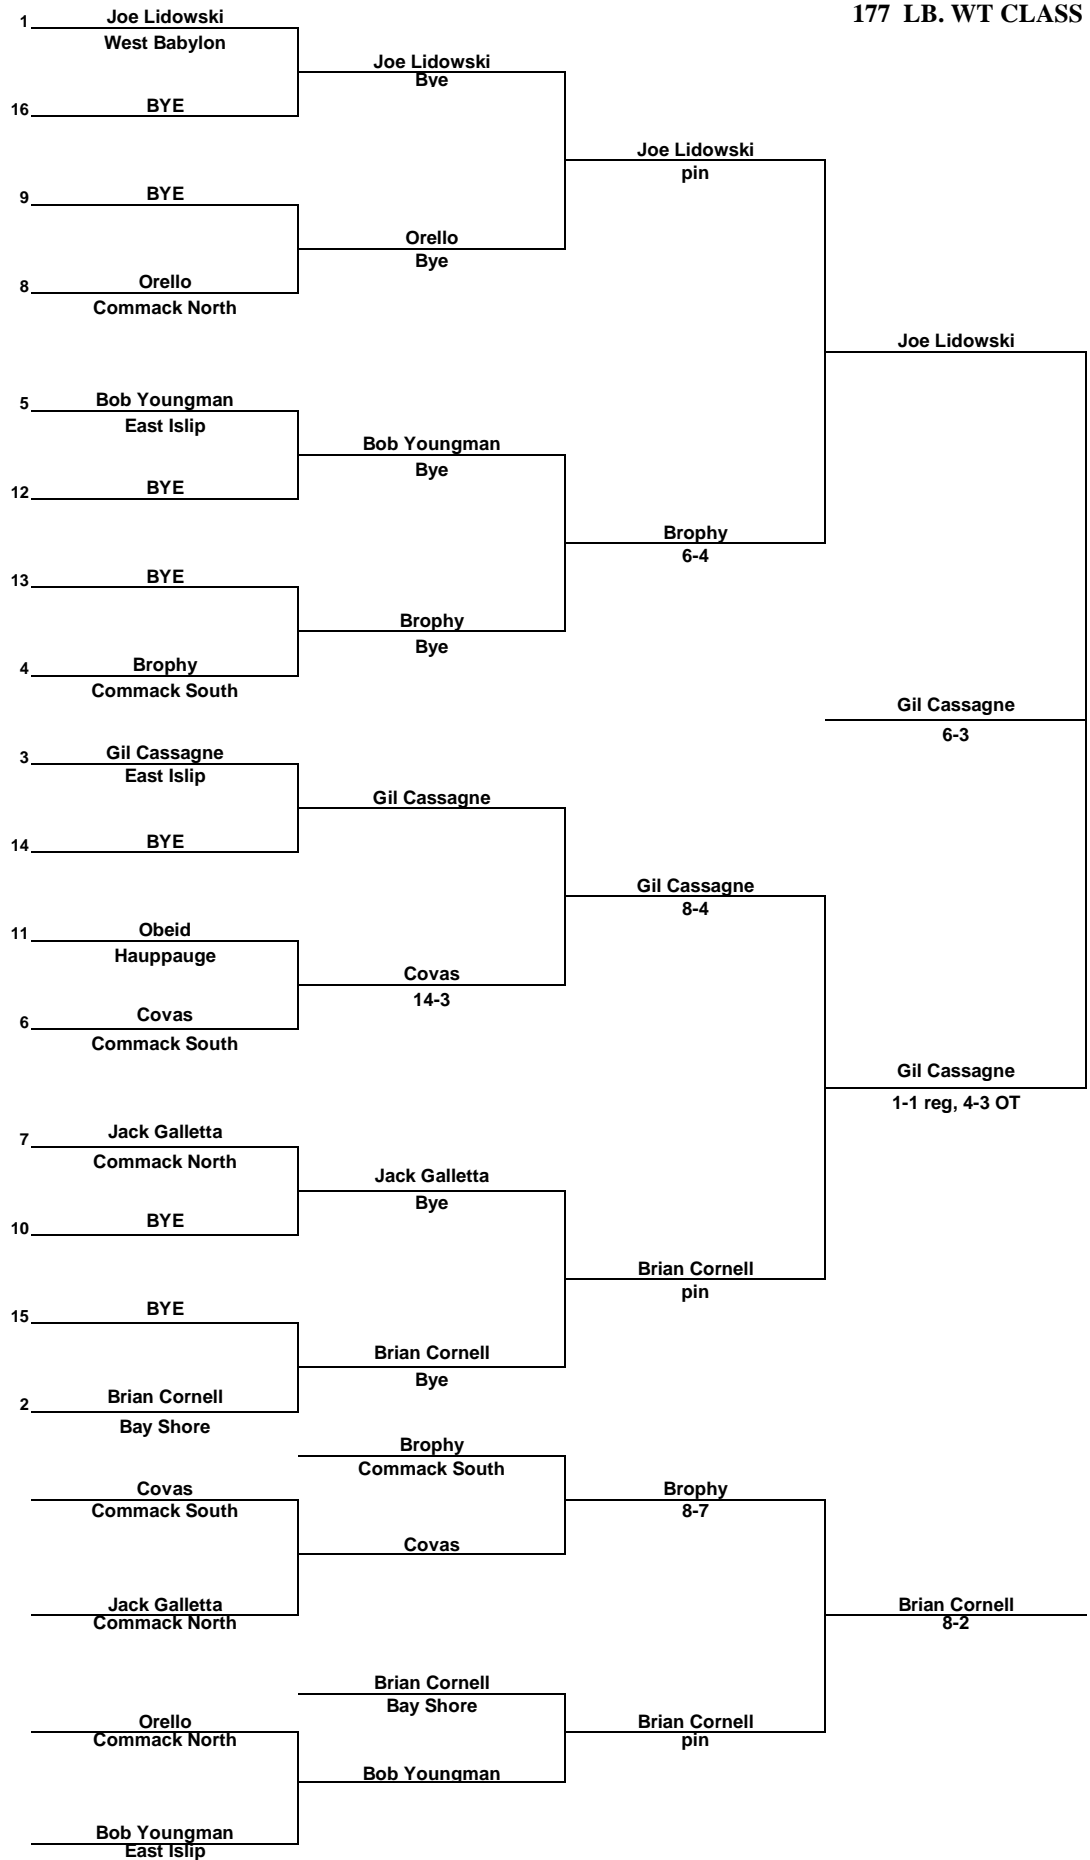 177 LB. WT CLASS
1 Joe Lidowski
West Babylon
Joe Lidowski
Bye
16 BYE
Joe Lidowski
pin
9 BYE
Orello
Bye
8 Orello
Commack North
Joe Lidowski
5 Bob Youngman
East Islip
Bob Youngman
Bye
12 BYE
Brophy
6-4
13 BYE
Brophy
Bye
4 Brophy
Commack South
Gil Cassagne
6-3
3 Gil Cassagne
East Islip
Gil Cassagne
14 BYE
Gil Cassagne
8-4
11 Obeid
Hauppauge
Covas
14-3
6 Covas
Commack South
Gil Cassagne
1-1 reg, 4-3 OT
7 Jack Galletta
Commack North
Jack Galletta
Bye
10 BYE
Brian Cornell
pin
15 BYE
Brian Cornell
Bye
2 Brian Cornell
Bay Shore
Brophy
Commack South
Covas
Commack South
Brophy
8-7
Covas
Jack Galletta
Commack North
Brian Cornell
8-2
Brian Cornell
Bay Shore
Orello
Commack North
Brian Cornell
pin
Bob Youngman
Bob Youngman
East Islip